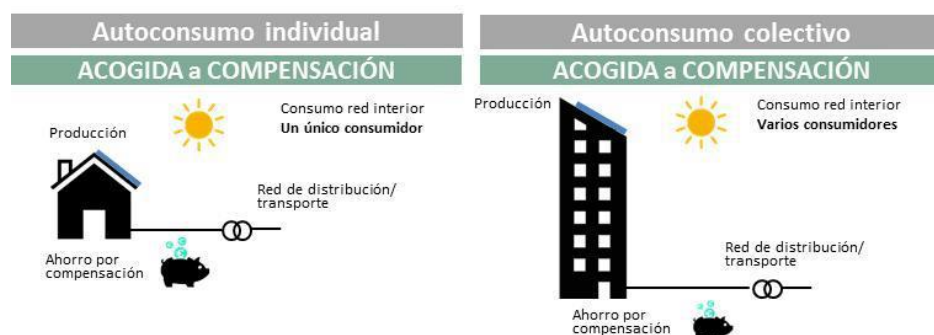 Autoconsumo individual
ACOGIDA a COMPENSACIÓN
Consumo red interior
Un único consumidor
Producción
Red de distribución/
transporte
Ahorro por
compensación
Autoconsumo colectivo
ACOGIDA a COMPENSACIÓN
Producción
Consumo red interior
Varios consumidores
Red de distribución/
transporte
Ahorro por
compensación